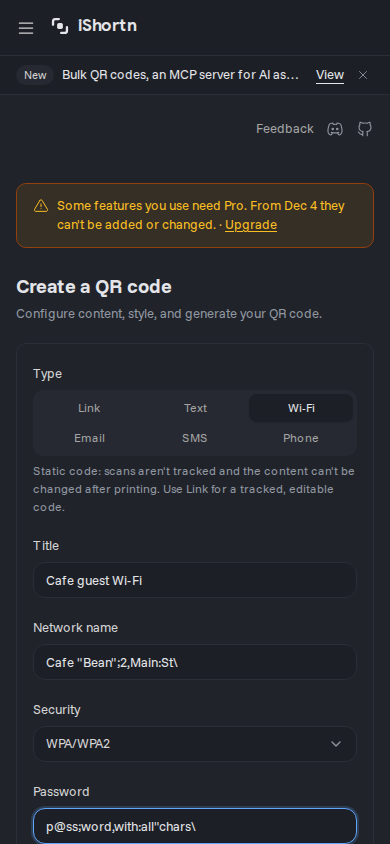 iShortn
New
Bulk QR codes, an MCP server for AI as...
View
Feedback
Some features you use need Pro. From Dec 4 they
can't be added or changed. · Upgrade
Create a QR code
Configure content, style, and generate your QR code.
Type
Link
Text
Wi-Fi
Email
SMS
Phone
Static code: scans aren't tracked and the content can't be
changed after printing. Use Link for a tracked, editable
code.
Title
Cafe guest Wi-Fi
Network name
Cafe "Bean";2,Main:St\
Security
WPA/WPA2
Password
p@ss;word,with:all"chars\